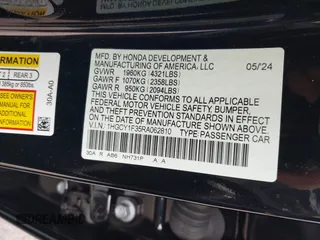 MFD. BY HONDA DEVELOPMENT & 05/24
MANUFACTURING OF AMERICA, LLC
GVWR 1960KG (4321LBS)
GAWR F 1070KG (2358LBS)
GAWR R 950KG (2094LBS)
THIS VEHICLE CONFORMS TO ALL APPLICABLE
FEDERAL MOTOR VEHICLE SAFETY, BUMPER,
AND THEFT PREVENTION STANDARDS IN EFFECT
ON THE DATE OF MANUFACTURE SHOWN ABOVE.
V.I.N: 1HGCY1F35RA062810
TYPE PASSENGER CAR
30A R ABB NH731P A A
30A-A0
REAR 3